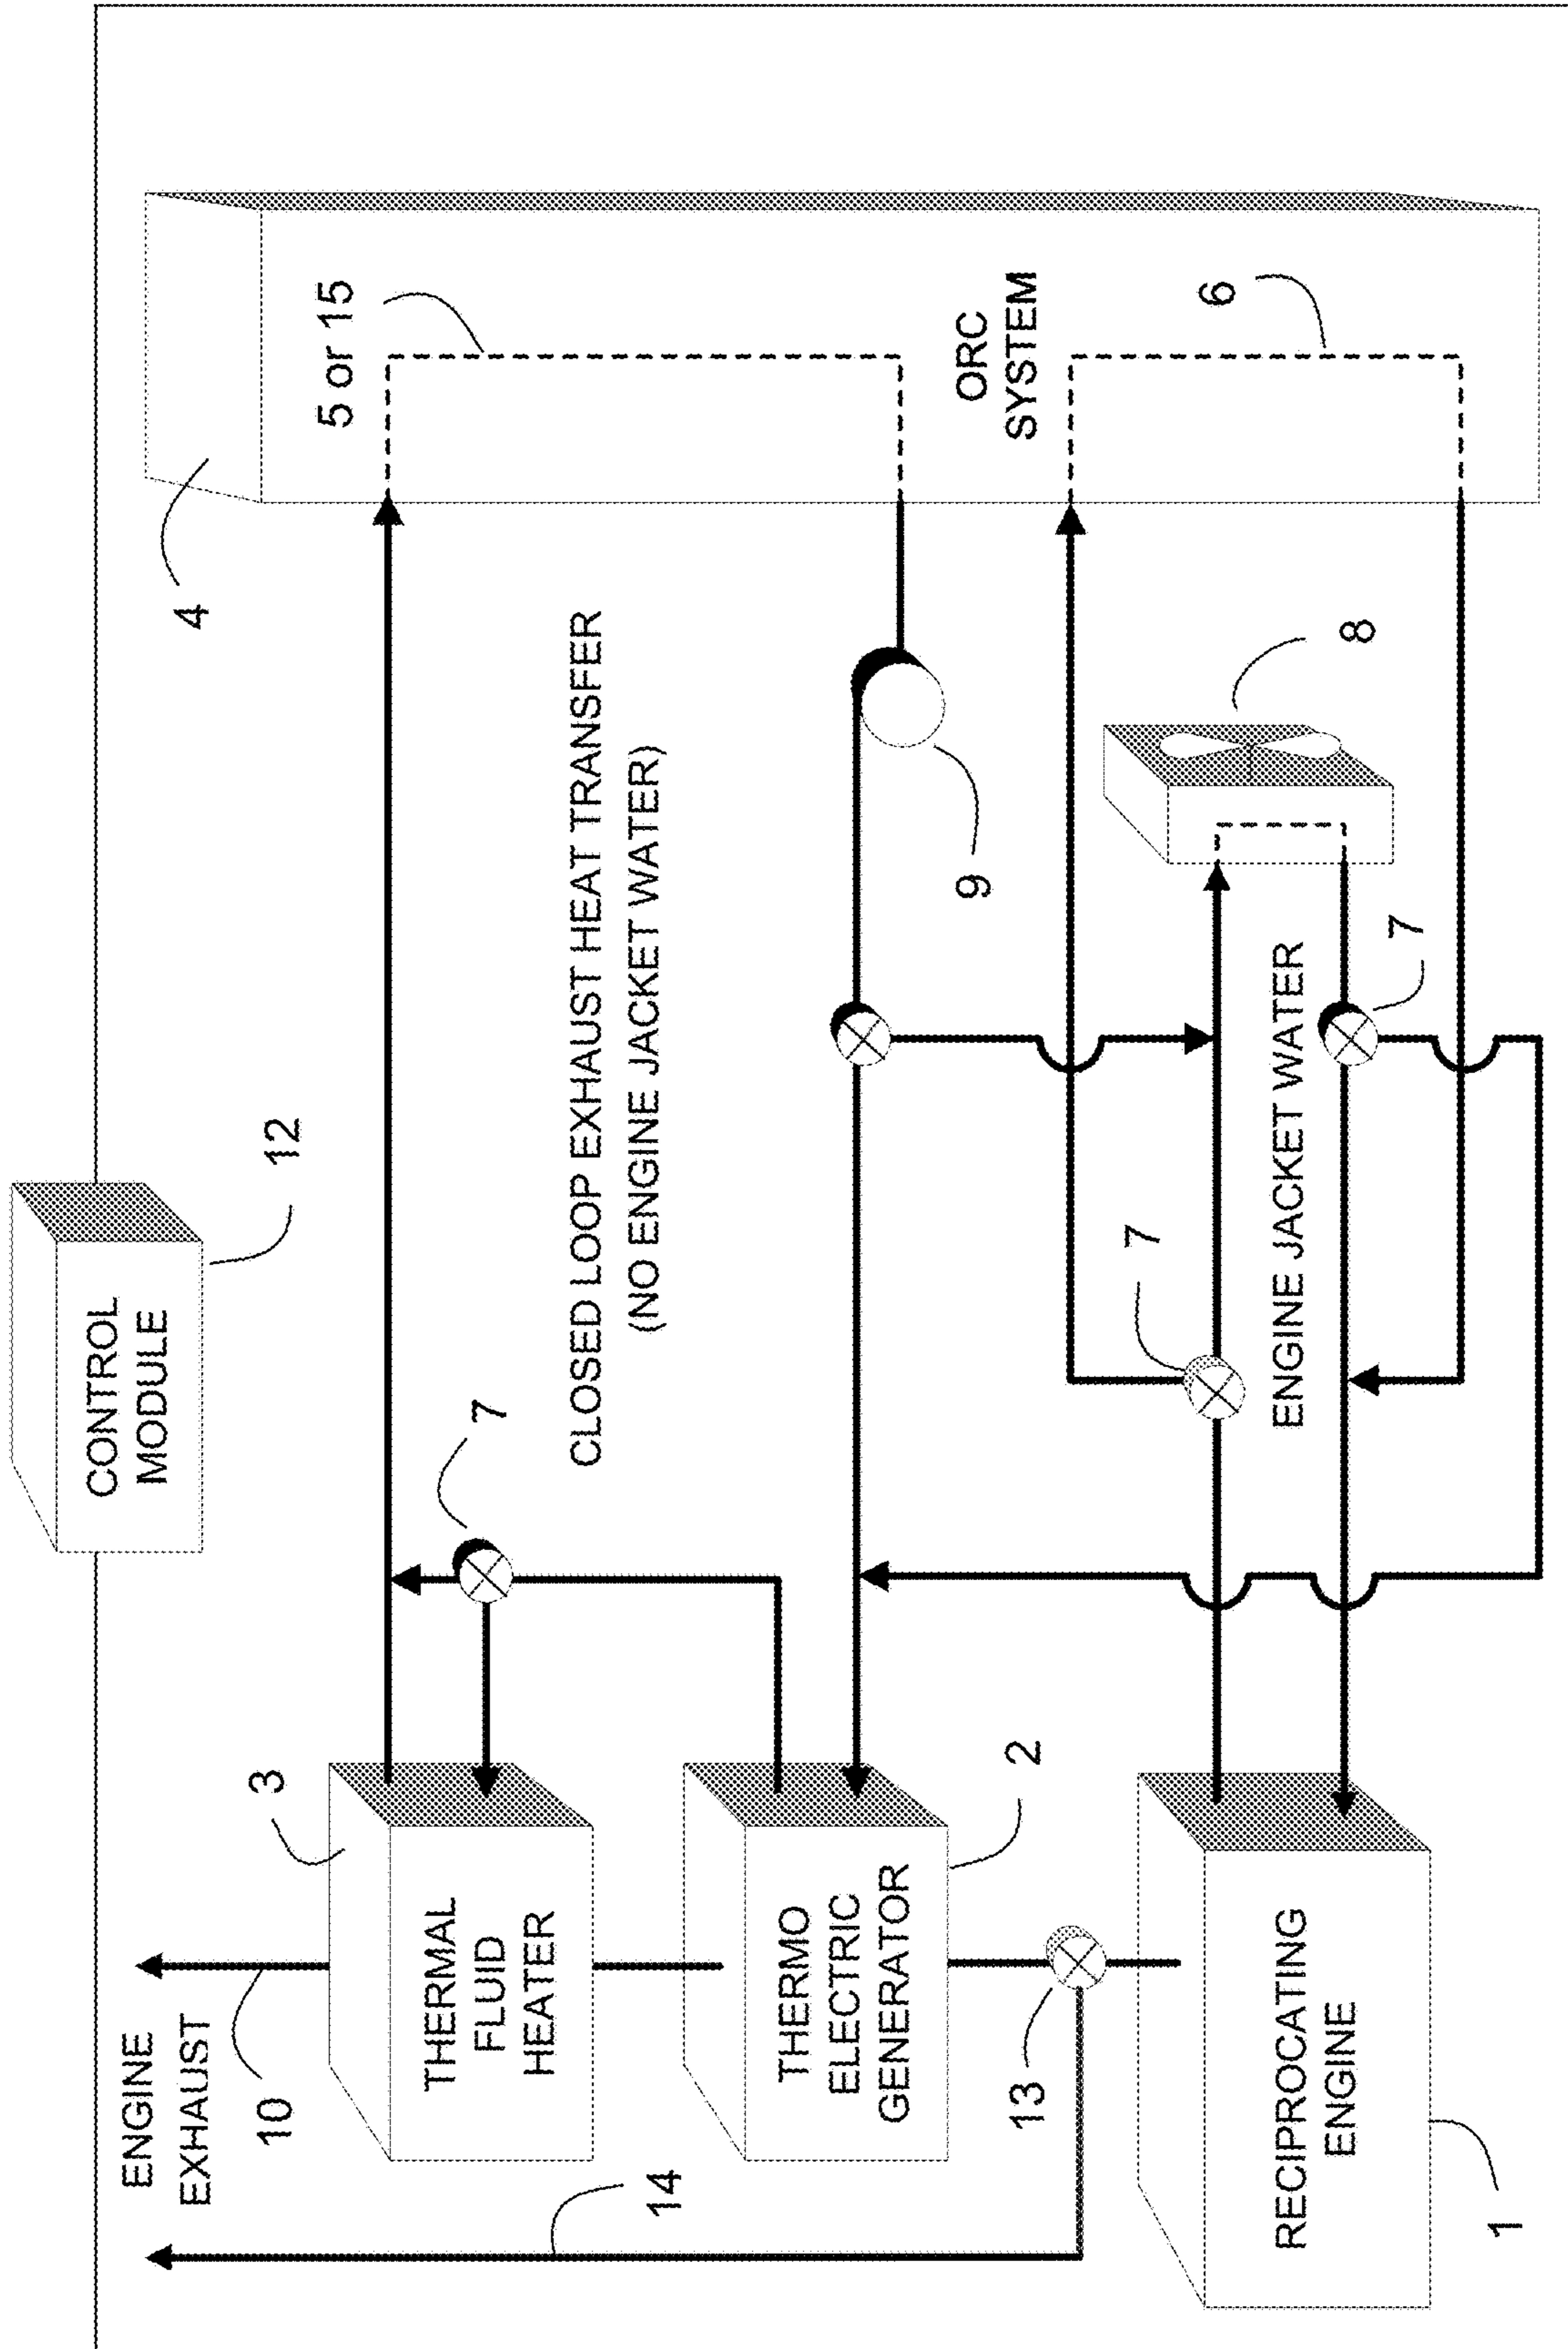 CONTROL
MODULE
12
ENGINE
EXHAUST
10
14
3
THERMAL
FLUID
HEATER
7
4
5 or 15
CLOSED LOOP EXHAUST HEAT TRANSFER
(NO ENGINE JACKET WATER)
THERMO
ELECTRIC
GENERATOR
2
9
ORC
SYSTEM
13
7
6
RECIPROCATING
ENGINE
1
ENGINE JACKET WATER
8
7